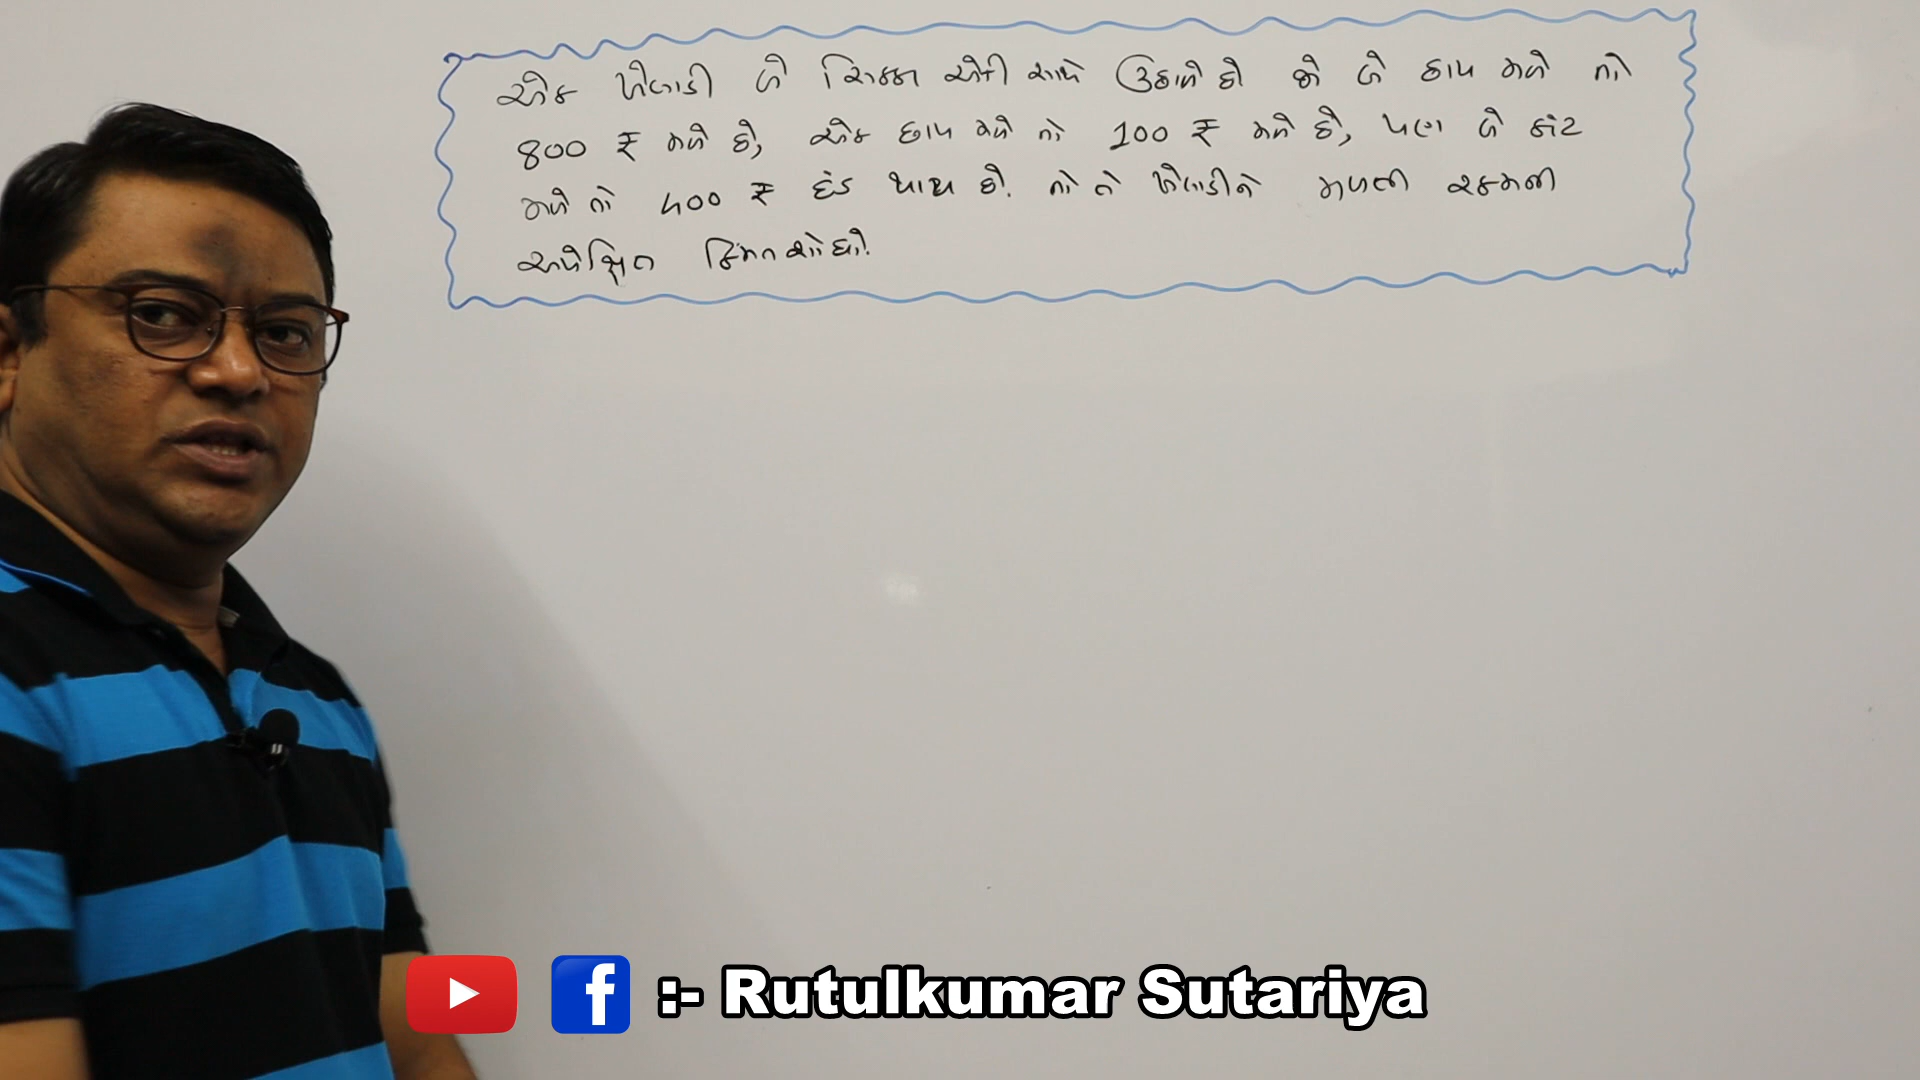 એક ખેલાડી બે સિક્કા એકી સાથે ઉછાળે છે જો બે છાપ મળે તો
800 ₹ મળે છે, એક છાપ મળે તો 100 ₹ મળે છે, પણ બે કાંટ
મળે તો 400 ₹ દંડ થાય છે. તો તે ખેલાડીને મળતી રકમની
અપેક્ષિત કિંમત શોધો.
:- Rutulkumar Sutariya